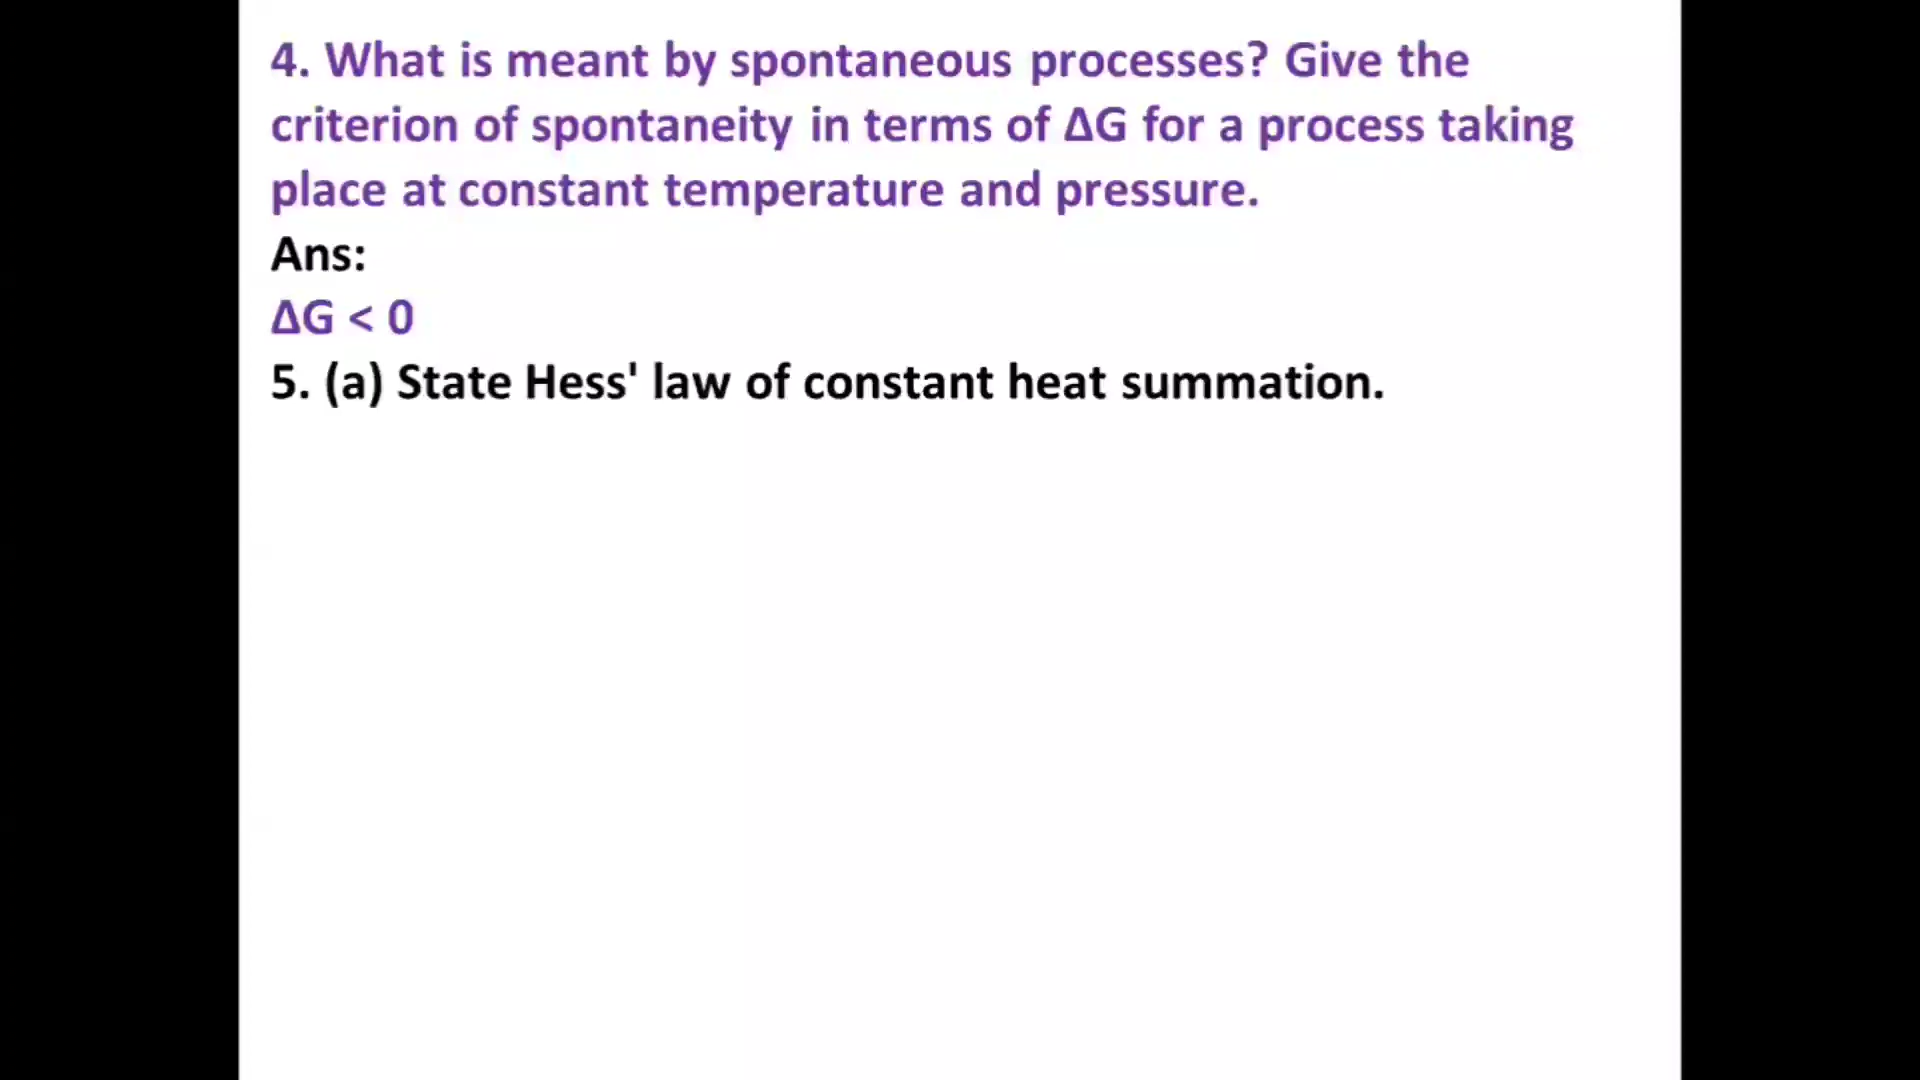 4. What is meant by spontaneous processes? Give the
criterion of spontaneity in terms of ΔG for a process taking
place at constant temperature and pressure.
Ans:
ΔG < 0
5. (a) State Hess' law of constant heat summation.